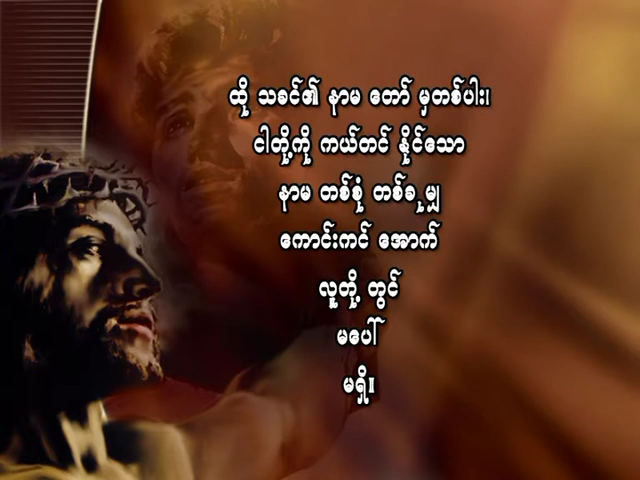 ထို သခင်၏ နာမ တော် မှတစ်ပါး၊
ငါတို့ကို ကယ်တင် နိုင်သော
နာမ တစ်စုံ တစ်ခုမျှ
ကောင်းကင် အောက်
လူတို့ တွင်
မပေါ်
မရှိ။